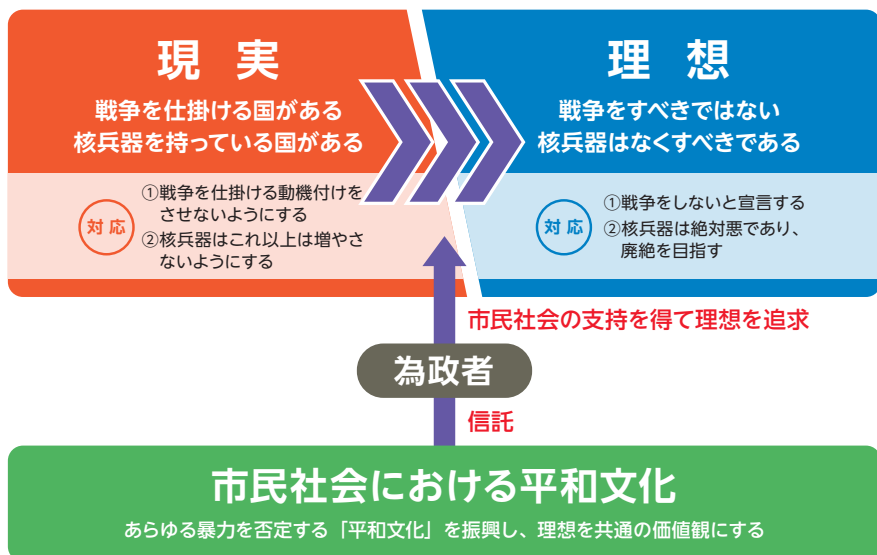 現実
戦争を仕掛ける国がある
核兵器を持っている国がある
対応
①戦争を仕掛ける動機付けを
させないようにする
②核兵器はこれ以上は増やさ
ないようにする
理想
戦争をすべきではない
核兵器はなくすべきである
対応
①戦争をしないと宣言する
②核兵器は絶対悪であり、
廃絶を目指す
市民社会の支持を得て理想を追求
為政者
信託
市民社会における平和文化
あらゆる暴力を否定する「平和文化」を振興し、理想を共通の価値観にする